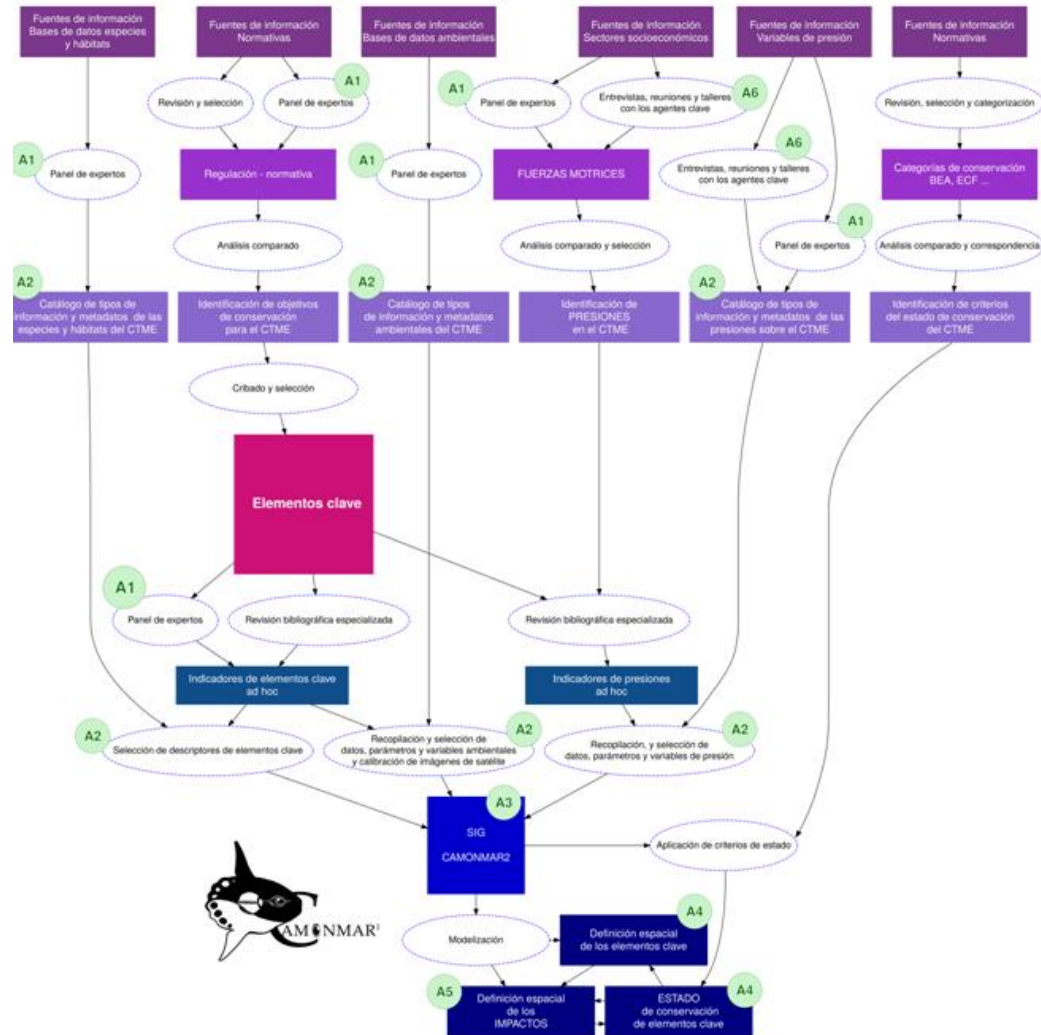 Fuentes de información
Bases de datos especies
y hábitats
Fuentes de información
Normativas
Fuentes de información
Bases de datos ambientales
Fuentes de información
Sectores socioeconómicos
Fuentes de información
Variables de presión
Fuentes de información
Normativas
Revisión y selección
A1
Panel de expertos
A1
Panel de expertos
Entrevistas, reuniones y talleres
con los agentes clave
A6
Revisión, selección y categorización
A1
Panel de expertos
Regulación - normativa
A1
Panel de expertos
FUERZAS MOTRICES
A6
Entrevistas, reuniones y talleres
con los agentes clave
Categorías de conservación
BEA, ECF ...
Análisis comparado
Análisis comparado y selección
A1
Panel de expertos
Análisis comparado y correspondencia
A2
Catálogo de tipos de
información y metadatos de las
especies y hábitats del CTME
Identificación de objetivos
de conservación
para el CTME
A2
Catálogo de tipos
de información y metadatos
ambientales del CTME
Identificación de
PRESIONES
en el CTME
A2
Catálogo de tipos de
información y metadatos de las
presiones sobre el CTME
Identificación de criterios
del estado de conservación
del CTME
Cribado y selección
Elementos clave
A1
Panel de expertos
Revisión bibliográfica especializada
Revisión bibliográfica especializada
Indicadores de elementos clave
ad hoc
Indicadores de presiones
ad hoc
A2
Selección de descriptores de elementos clave
A2
Recopilación y selección de
datos, parámetros y variables ambientales
y calibración de imágenes de satélite
A2
Recopilación, y selección de
datos, parámetros y variables de presión
A3
SIG
CAMONMAR2
Aplicación de criterios de estado
CAMONMAR²
Modelización
A4
Definición espacial
de los elementos clave
A5
Definición espacial
de los
IMPACTOS
A4
ESTADO
de conservación
de elementos clave